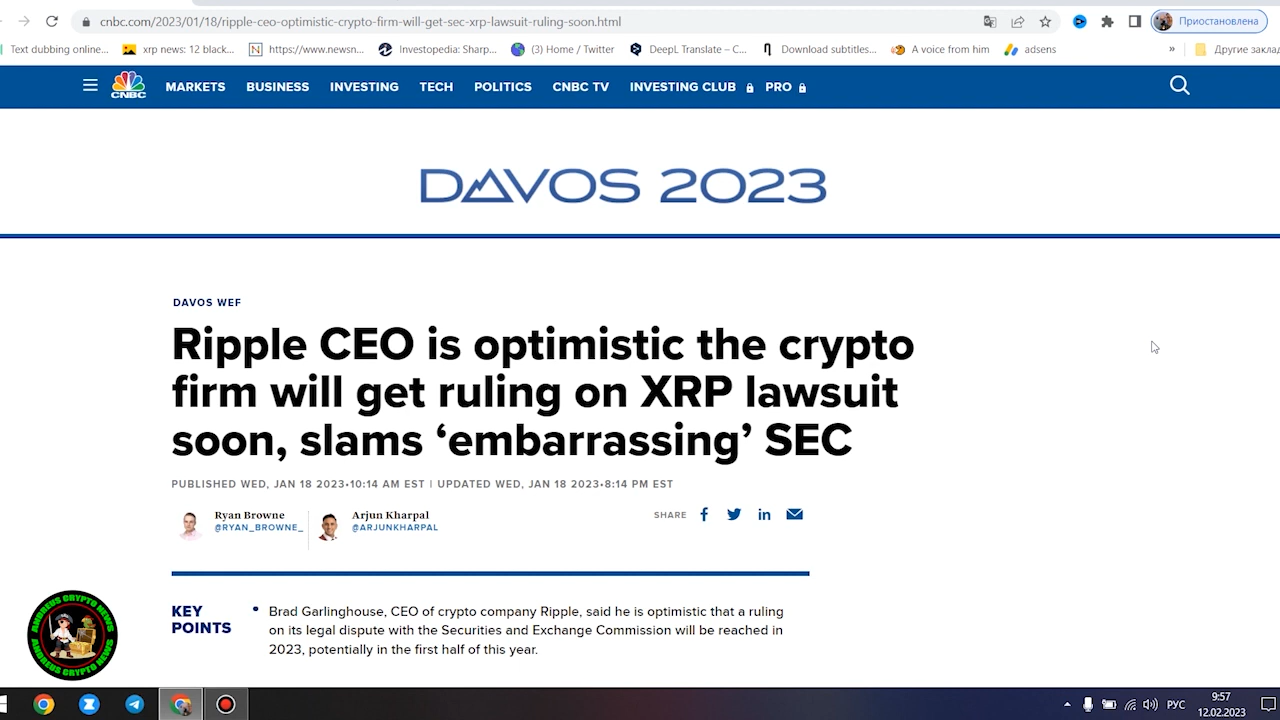 cnbc.com/2023/01/18/ripple-ceo-optimistic-crypto-firm-will-get-sec-xrp-lawsuit-ruling-soon.html
Приостановлена
Text dubbing online...
xrp news: 12 black...
https://www.newsn...
Investopedia: Sharp...
(3) Home / Twitter
DeepL Translate – C...
Download subtitles...
A voice from him
adsens
»
Другие заклад
CNBC
MARKETS
BUSINESS
INVESTING
TECH
POLITICS
CNBC TV
INVESTING CLUB
PRO
DAVOS 2023
DAVOS WEF
Ripple CEO is optimistic the crypto
firm will get ruling on XRP lawsuit
soon, slams ‘embarrassing’ SEC
PUBLISHED WED, JAN 18 2023•10:14 AM EST | UPDATED WED, JAN 18 2023•8:14 PM EST
Ryan Browne
@RYAN_BROWNE_
Arjun Kharpal
@ARJUNKHARPAL
SHARE
KEY
POINTS
• Brad Garlinghouse, CEO of crypto company Ripple, said he is optimistic that a ruling
on its legal dispute with the Securities and Exchange Commission will be reached in
2023, potentially in the first half of this year.
ANDREUS CRYPTO NEWS
ANDREUS CRYPTO NEWS
РУС
9:57
12.02.2023